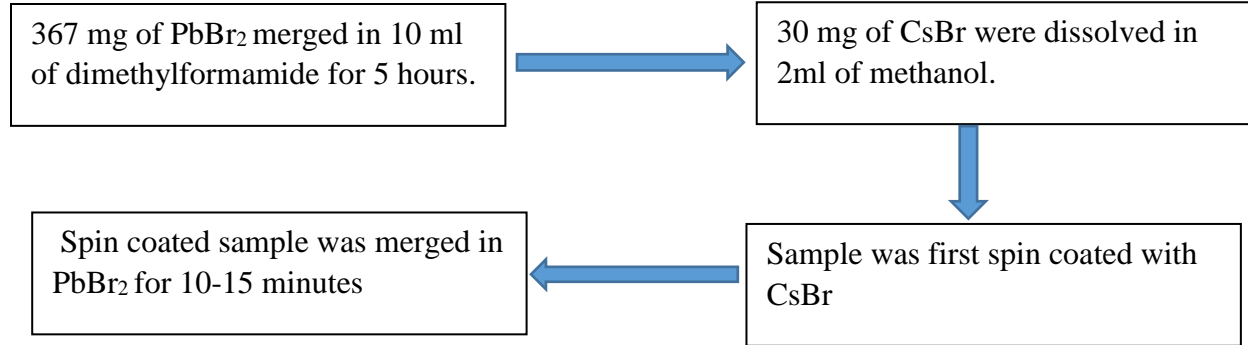 367 mg of PbBr₂ merged in 10 ml
of dimethylformamide for 5 hours.
30 mg of CsBr were dissolved in
2ml of methanol.
Sample was first spin coated with
CsBr
Spin coated sample was merged in
PbBr₂ for 10-15 minutes